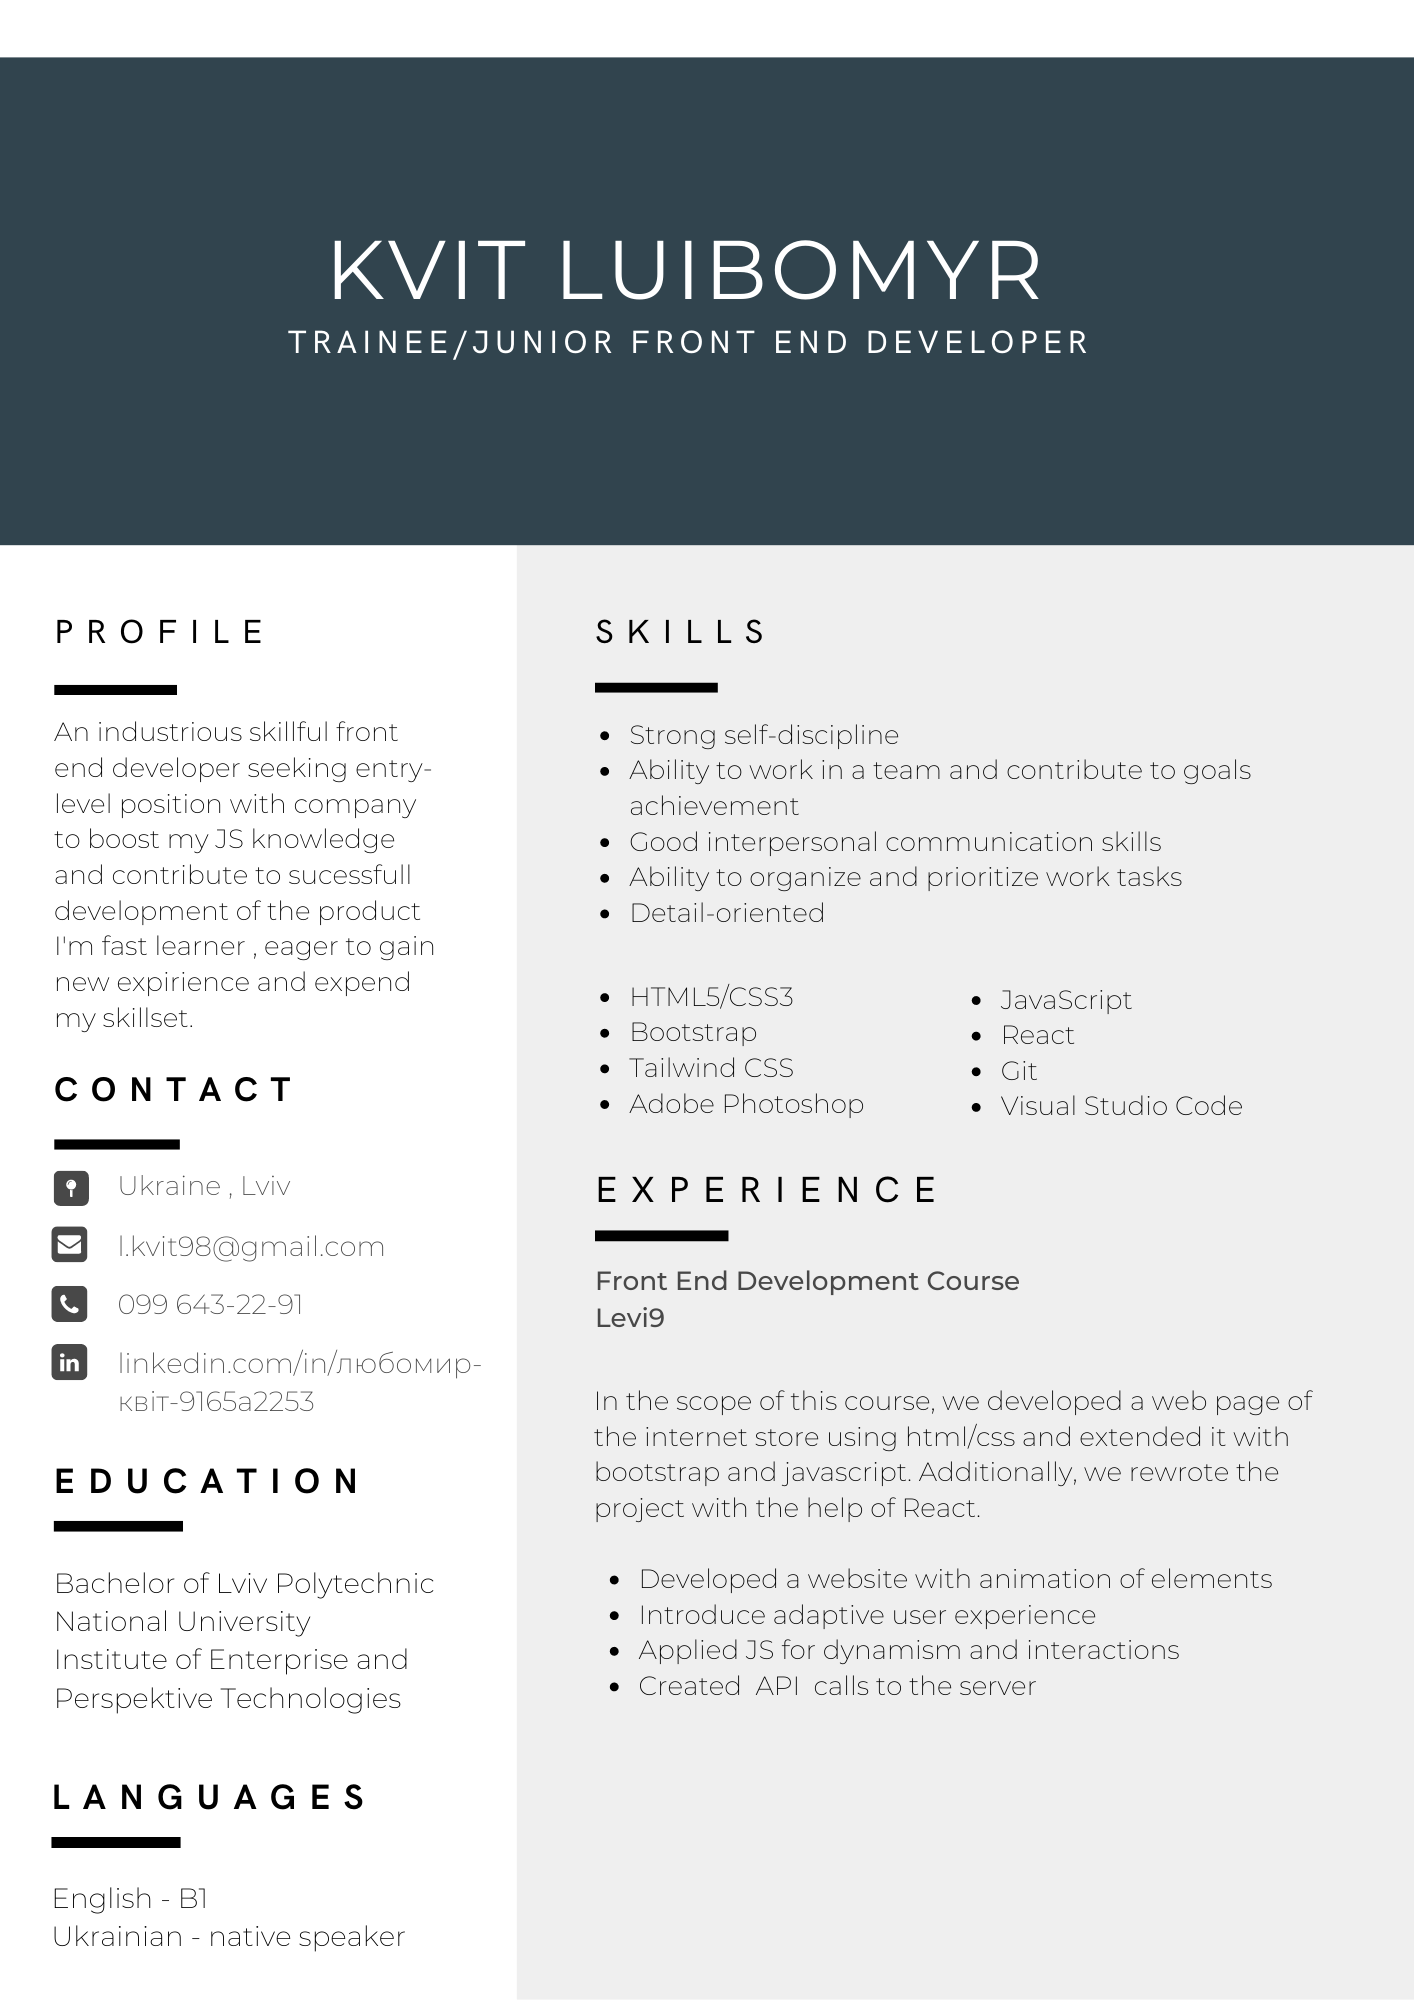 KVIT LUIBOMYR
TRAINEE/JUNIOR FRONT END DEVELOPER
PROFILE
An industrious skillful front
end developer seeking entry-
level position with company
to boost my JS knowledge
and contribute to sucessfull
development of the product
I'm fast learner , eager to gain
new expirience and expend
my skillset.
CONTACT
Ukraine , Lviv
l.kvit98@gmail.com
099 643-22-91
linkedin.com/in/любомир-
квіт-9165a2253
EDUCATION
Bachelor of Lviv Polytechnic
National University
Institute of Enterprise and
Perspektive Technologies
LANGUAGES
English - B1
Ukrainian - native speaker
SKILLS
• Strong self-discipline
• Ability to work in a team and contribute to goals
achievement
• Good interpersonal communication skills
• Ability to organize and prioritize work tasks
• Detail-oriented
• HTML5/CSS3
• Bootstrap
• Tailwind CSS
• Adobe Photoshop
• JavaScript
• React
• Git
• Visual Studio Code
EXPERIENCE
Front End Development Course
Levi9
In the scope of this course, we developed a web page of
the internet store using html/css and extended it with
bootstrap and javascript. Additionally, we rewrote the
project with the help of React.
• Developed a website with animation of elements
• Introduce adaptive user experience
• Applied JS for dynamism and interactions
• Created  API  calls to the server